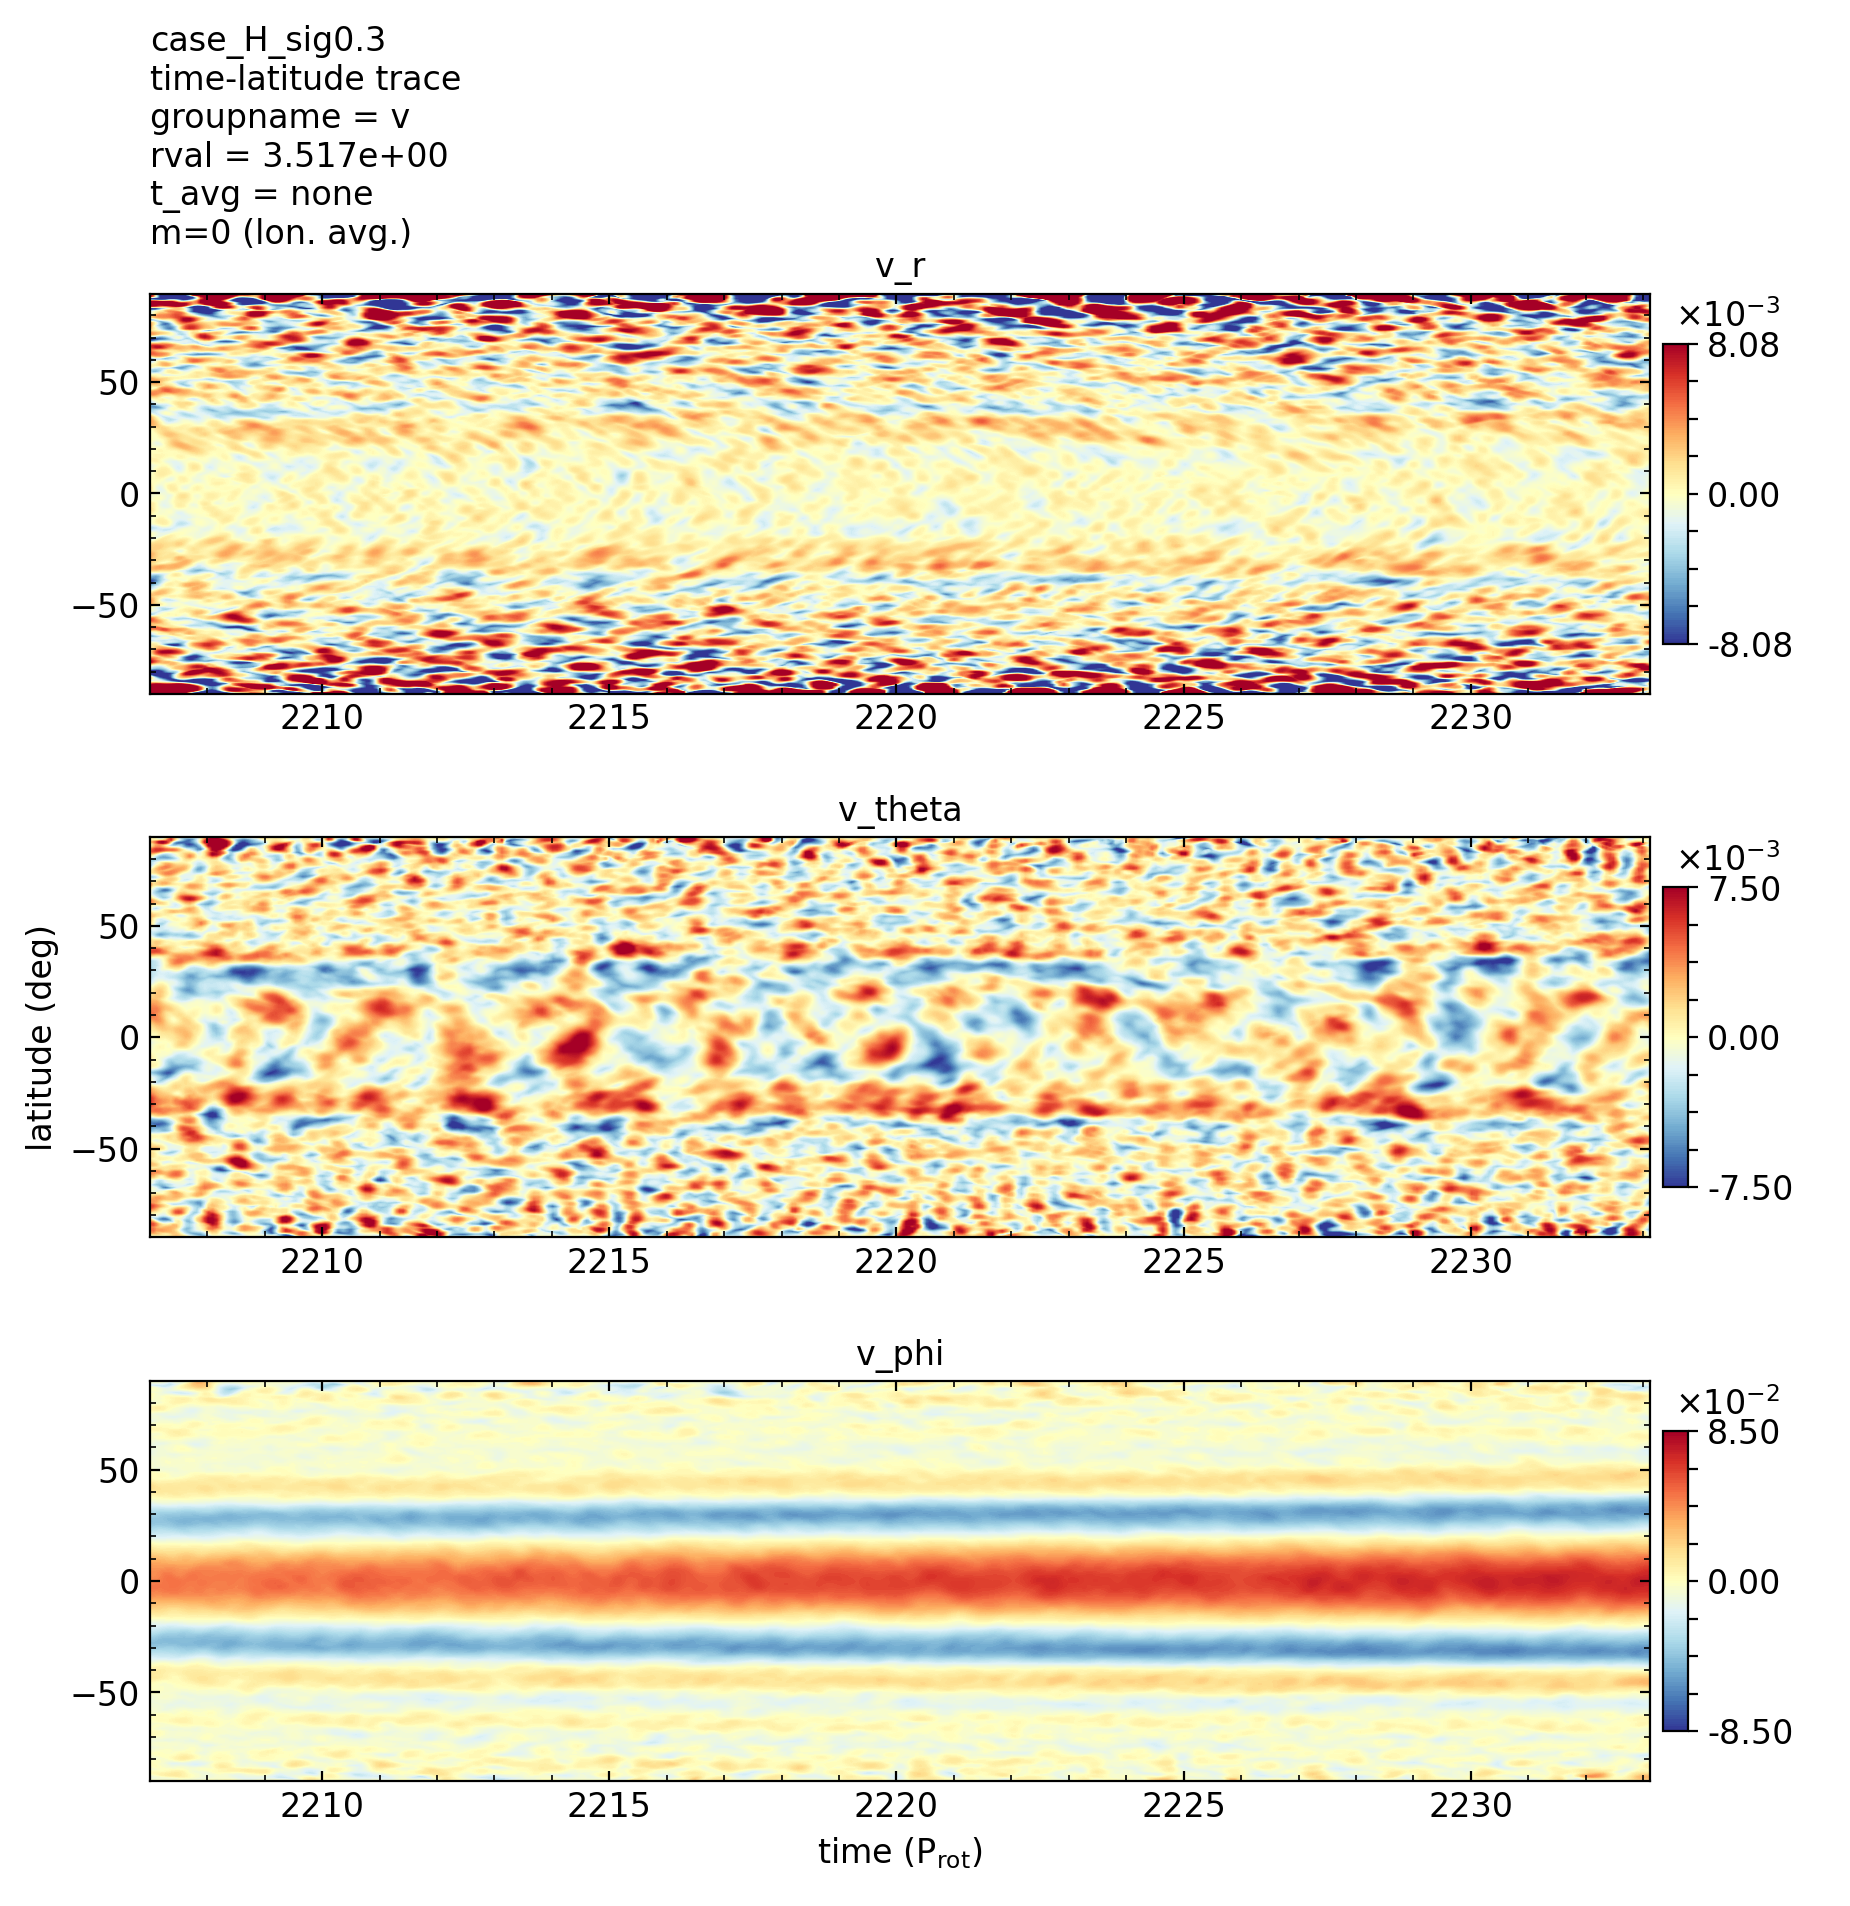 case_H_sig0.3
time-latitude trace
groupname = v
rval = 3.517e+00
t_avg = none
m=0 (lon. avg.)
v_r
×10⁻³
8.08
0.00
-8.08
50
0
−50
2210 2215 2220 2225 2230
v_theta
×10⁻³
7.50
0.00
-7.50
latitude (deg)
50
0
−50
2210 2215 2220 2225 2230
v_phi
×10⁻²
8.50
0.00
-8.50
50
0
−50
2210 2215 2220 2225 2230
time (P_rot)